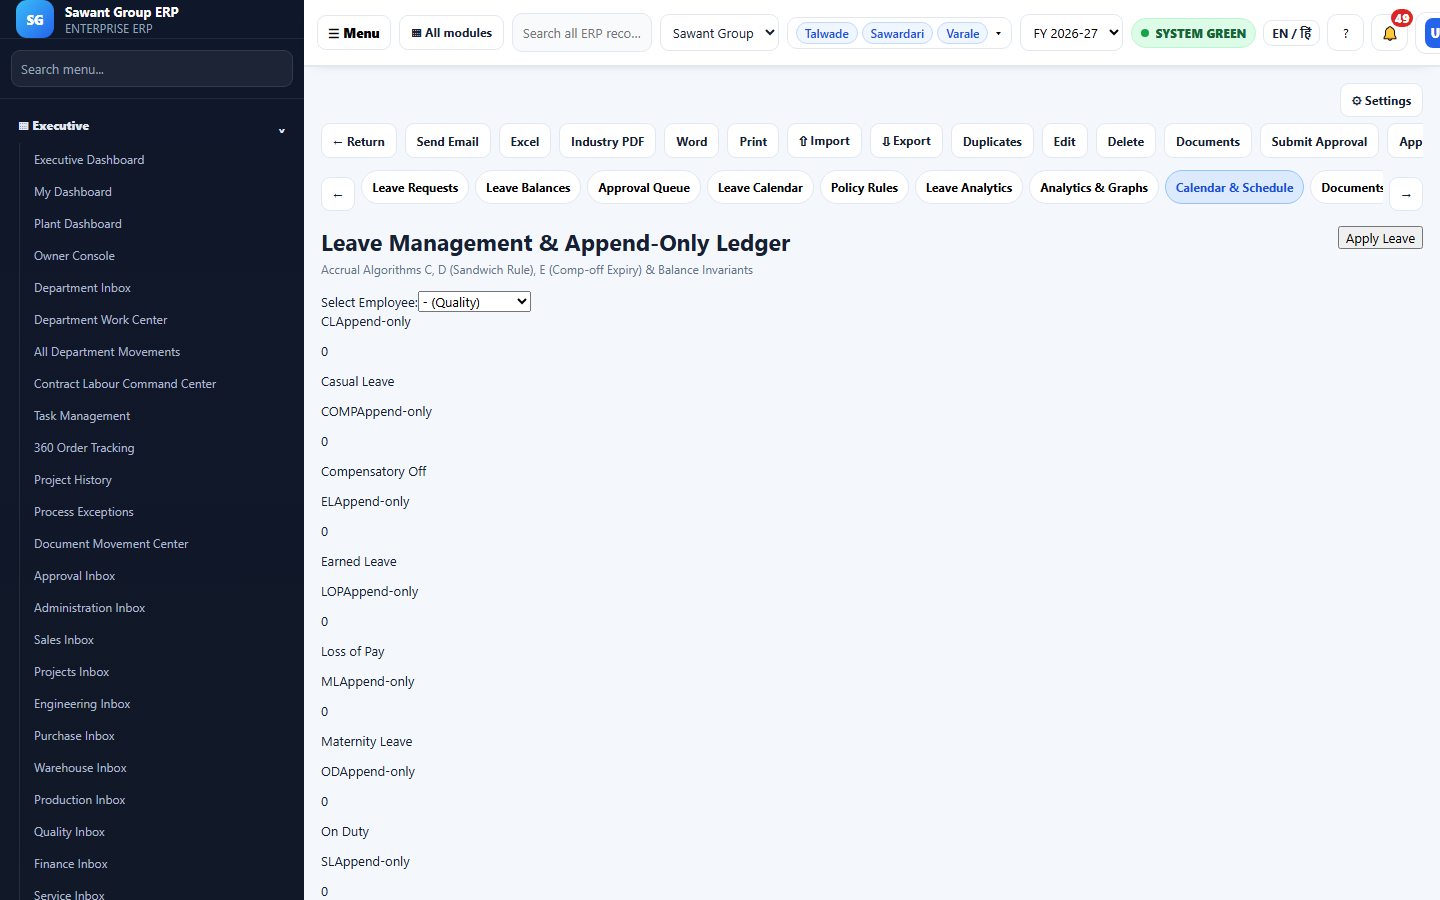 SG
Sawant Group ERP
ENTERPRISE ERP
Search menu...
Executive
Executive Dashboard
My Dashboard
Plant Dashboard
Owner Console
Department Inbox
Department Work Center
All Department Movements
Contract Labour Command Center
Task Management
360 Order Tracking
Project History
Process Exceptions
Document Movement Center
Approval Inbox
Administration Inbox
Sales Inbox
Projects Inbox
Engineering Inbox
Purchase Inbox
Warehouse Inbox
Production Inbox
Quality Inbox
Finance Inbox
Service Inbox
☰ Menu
All modules
Search all ERP reco...
Sawant Group
Talwade Sawardari Varale
FY 2026-27
SYSTEM GREEN
EN / हिं
?
49
U
⚙ Settings
← Return
Send Email
Excel
Industry PDF
Word
Print
⇧ Import
⇩ Export
Duplicates
Edit
Delete
Documents
Submit Approval
App
←
Leave Requests
Leave Balances
Approval Queue
Leave Calendar
Policy Rules
Leave Analytics
Analytics & Graphs
Calendar & Schedule
Documents
→
Leave Management & Append-Only Ledger
Apply Leave
Accrual Algorithms C, D (Sandwich Rule), E (Comp-off Expiry) & Balance Invariants
Select Employee: - (Quality)
CLAppend-only
0
Casual Leave
COMPAppend-only
0
Compensatory Off
ELAppend-only
0
Earned Leave
LOPAppend-only
0
Loss of Pay
MLAppend-only
0
Maternity Leave
ODAppend-only
0
On Duty
SLAppend-only
0